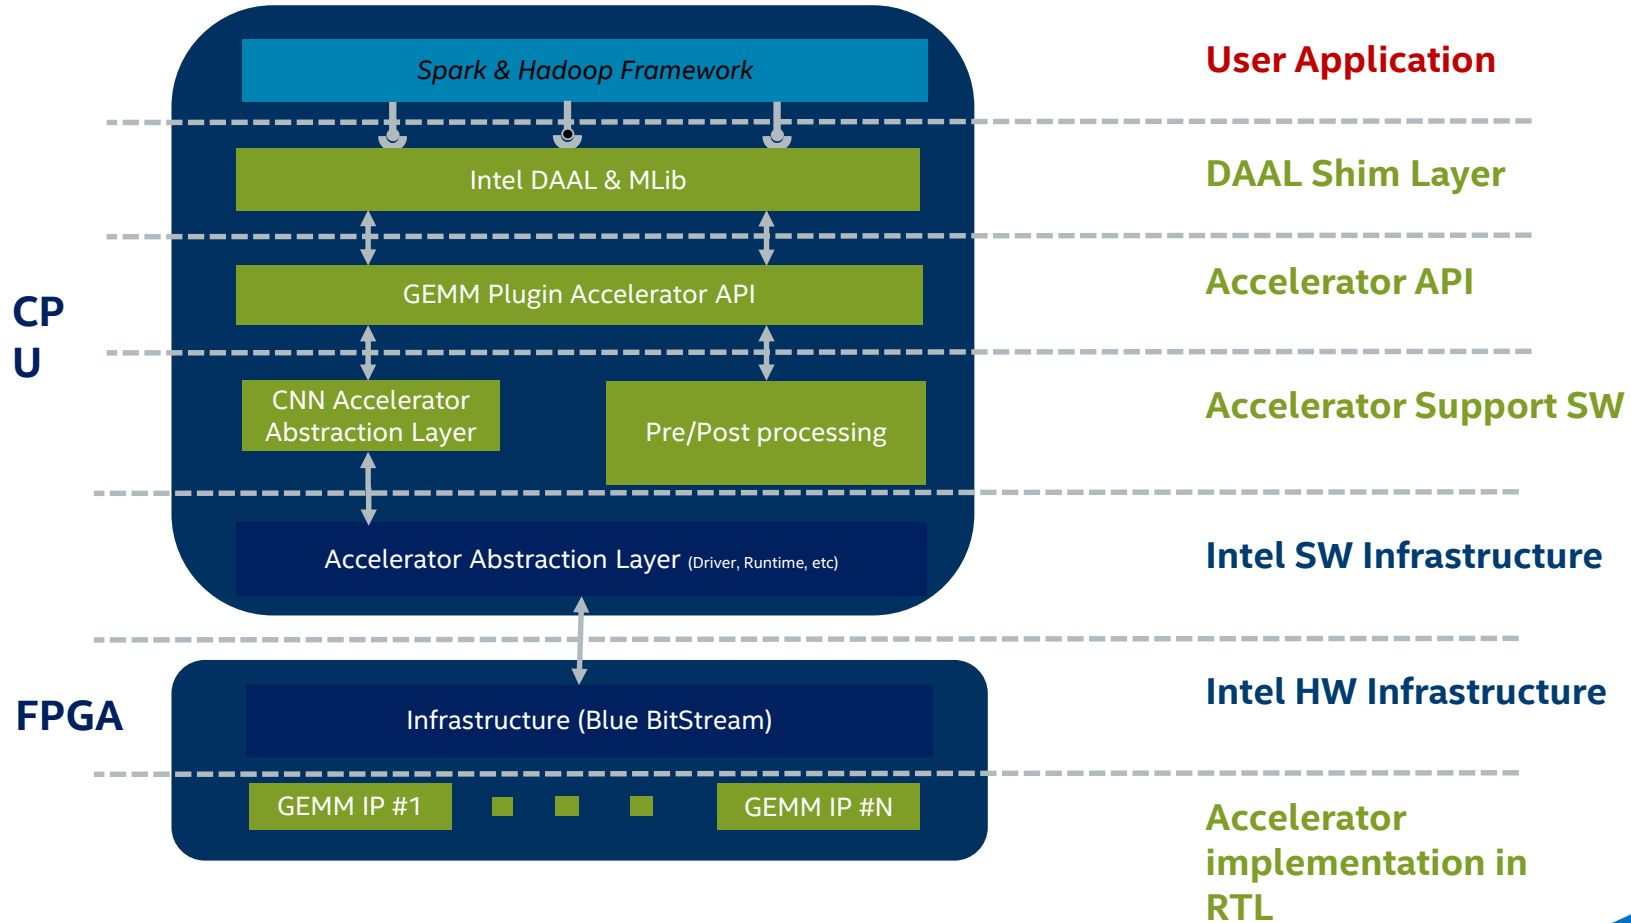 Spark & Hadoop Framework
User Application
Intel DAAL & MLib
DAAL Shim Layer
GEMM Plugin Accelerator API
Accelerator API
CP
U
CNN Accelerator
Abstraction Layer
Pre/Post processing
Accelerator Support SW
Accelerator Abstraction Layer (Driver, Runtime, etc)
Intel SW Infrastructure
FPGA
Infrastructure (Blue BitStream)
Intel HW Infrastructure
GEMM IP #1
GEMM IP #N
Accelerator
implementation in
RTL